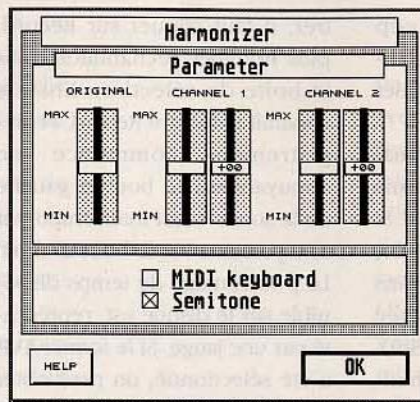 Harmonizer
Parameter
ORIGINAL CHANNEL 1 CHANNEL 2
MAX MAX MAX
+00 +00
MIN MIN MIN
MIDI keyboard
Semitone
HELP OK